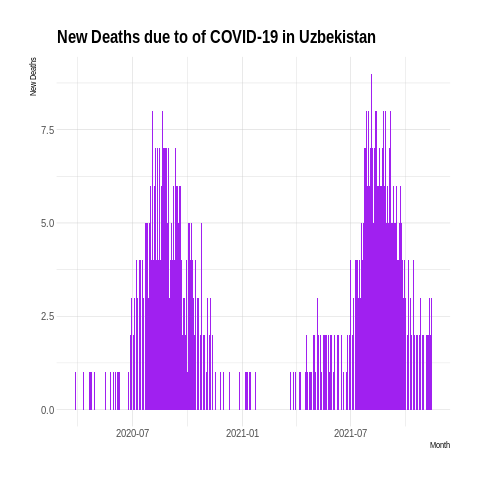 New Deaths due to of COVID-19 in Uzbekistan
New Deaths
7.5
5.0
2.5
0.0
2020-07 2021-01 2021-07
Month